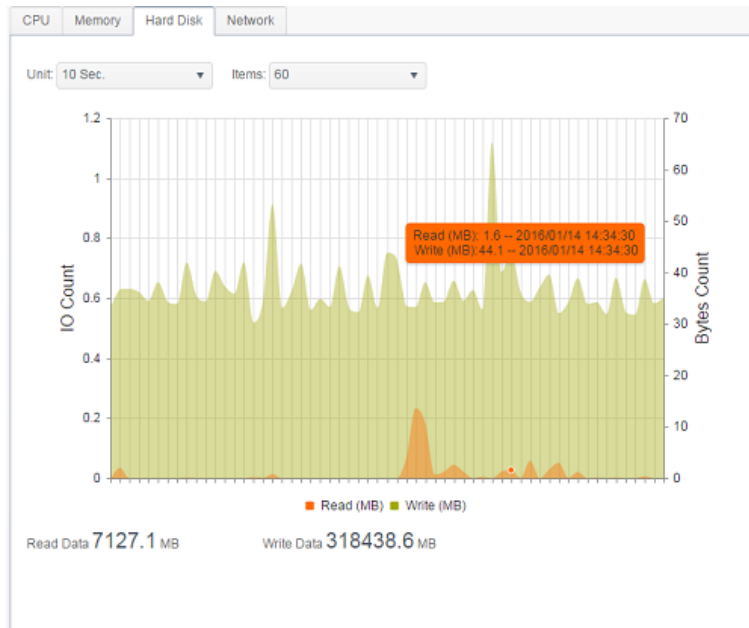 CPU Memory Hard Disk Network
Unit: 10 Sec. Items: 60
1.2
1
0.8
0.6
0.4
0.2
0
IO Count
70
60
50
40
30
20
10
0
Bytes Count
Read (MB): 1.6 -- 2016/01/14 14:34:30
Write (MB):44.1 -- 2016/01/14 14:34:30
Read (MB) Write (MB)
Read Data 7127.1 MB Write Data 318438.6 MB